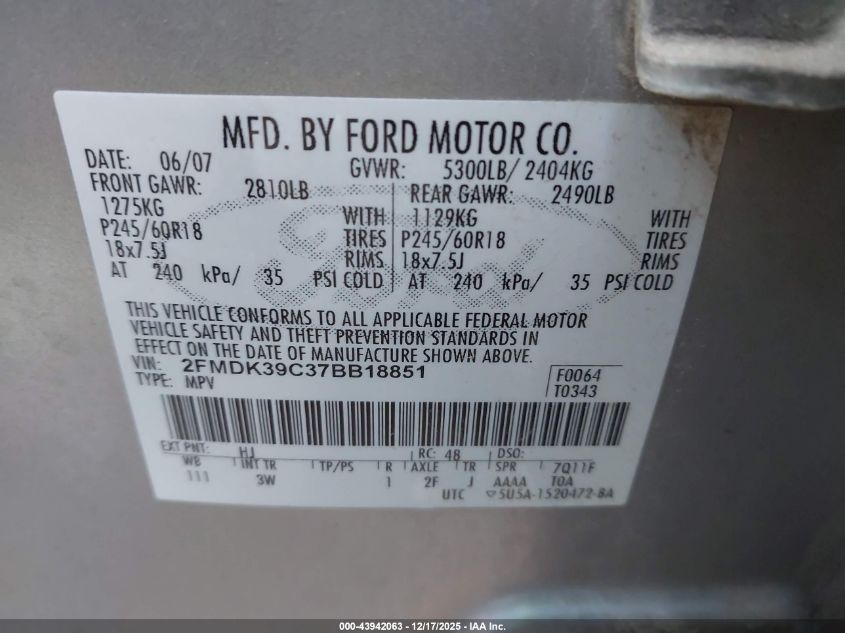 MFD. BY FORD MOTOR CO.
DATE: 06/07 GVWR: 5300LB/ 2404KG
FRONT GAWR: 2810LB REAR GAWR: 2490LB
1275KG WITH 1129KG WITH
P245/60R18 TIRES P245/60R18 TIRES
18x7.5J RIMS 18x7.5J RIMS
AT 240 kPa/ 35 PSI COLD AT 240 kPa/ 35 PSI COLD
THIS VEHICLE CONFORMS TO ALL APPLICABLE FEDERAL MOTOR
VEHICLE SAFETY AND THEFT PREVENTION STANDARDS IN
EFFECT ON THE DATE OF MANUFACTURE SHOWN ABOVE.
VIN: 2FMDK39C37BB18851 F0064
TYPE: MPV T0343
EXT PNT: HJ RC: 48 DSO:
WB INT TR TP/PS R AXLE TR SPR 7Q11F
111 3W 1 2F J AAAA T0A
UTC ▽5U5A-1520472-BA
000-43942063 - 12/17/2025 - IAA Inc.